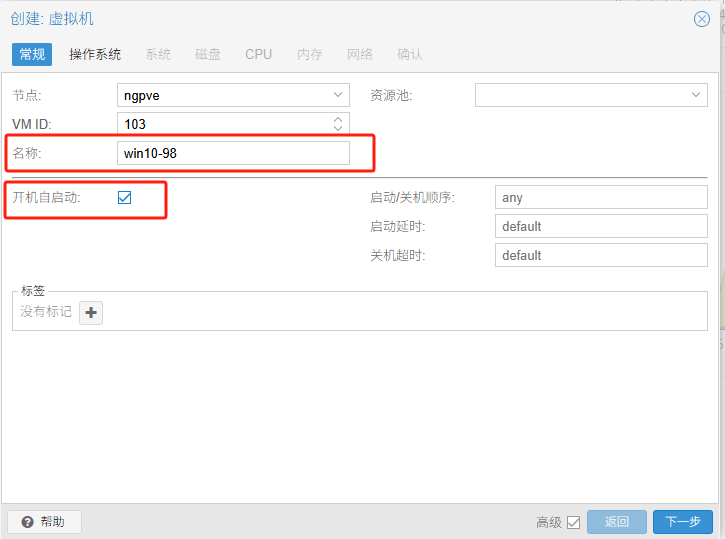 创建: 虚拟机
常规 操作系统 系统 磁盘 CPU 内存 网络 确认
节点: ngpve 资源池:
VM ID: 103
名称: win10-98
开机自启动: 启动/关机顺序: any
启动延时: default
关机超时: default
标签
没有标记
帮助 高级 返回 下一步